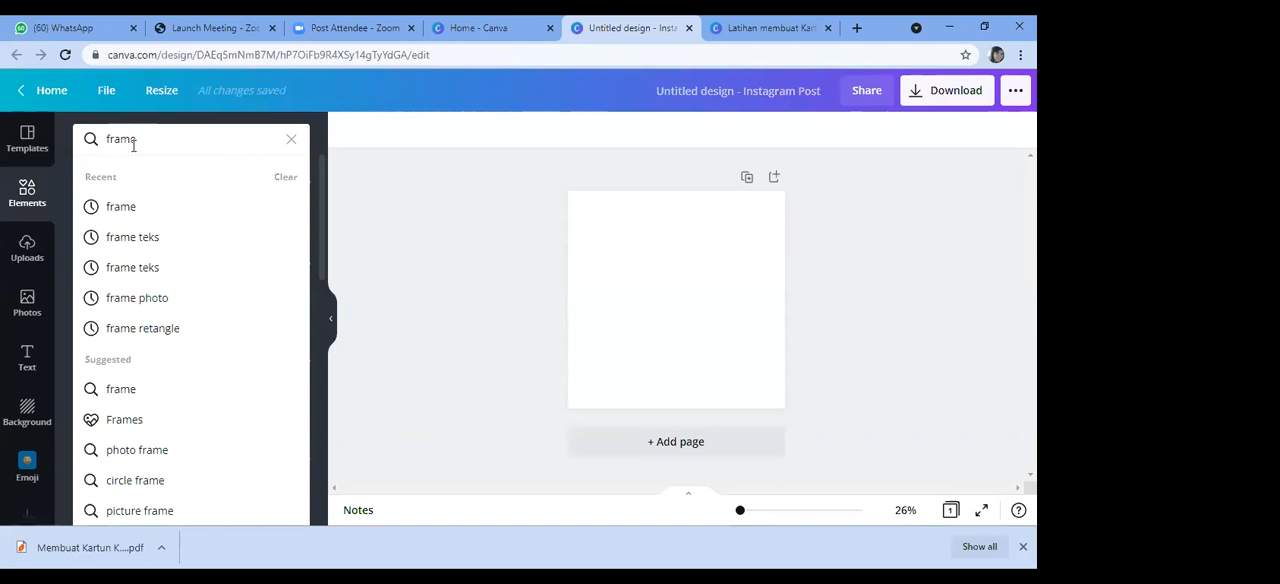 (60) WhatsApp
Launch Meeting - Zoo
Post Attendee - Zoom
Home - Canva
Untitled design - Insta
Latihan membuat Kar
canva.com/design/DAEq5mNmB7M/hP7OiFb9R4XSy14gTyYdGA/edit
Home
File
Resize
All changes saved
Untitled design - Instagram Post
Share
Download
Templates
Elements
Uploads
Photos
Text
Background
Emoji
frame
Recent
Clear
frame
frame teks
frame teks
frame photo
frame retangle
Suggested
frame
Frames
photo frame
circle frame
picture frame
+ Add page
Notes
26%
1
Membuat Kartun K....pdf
Show all